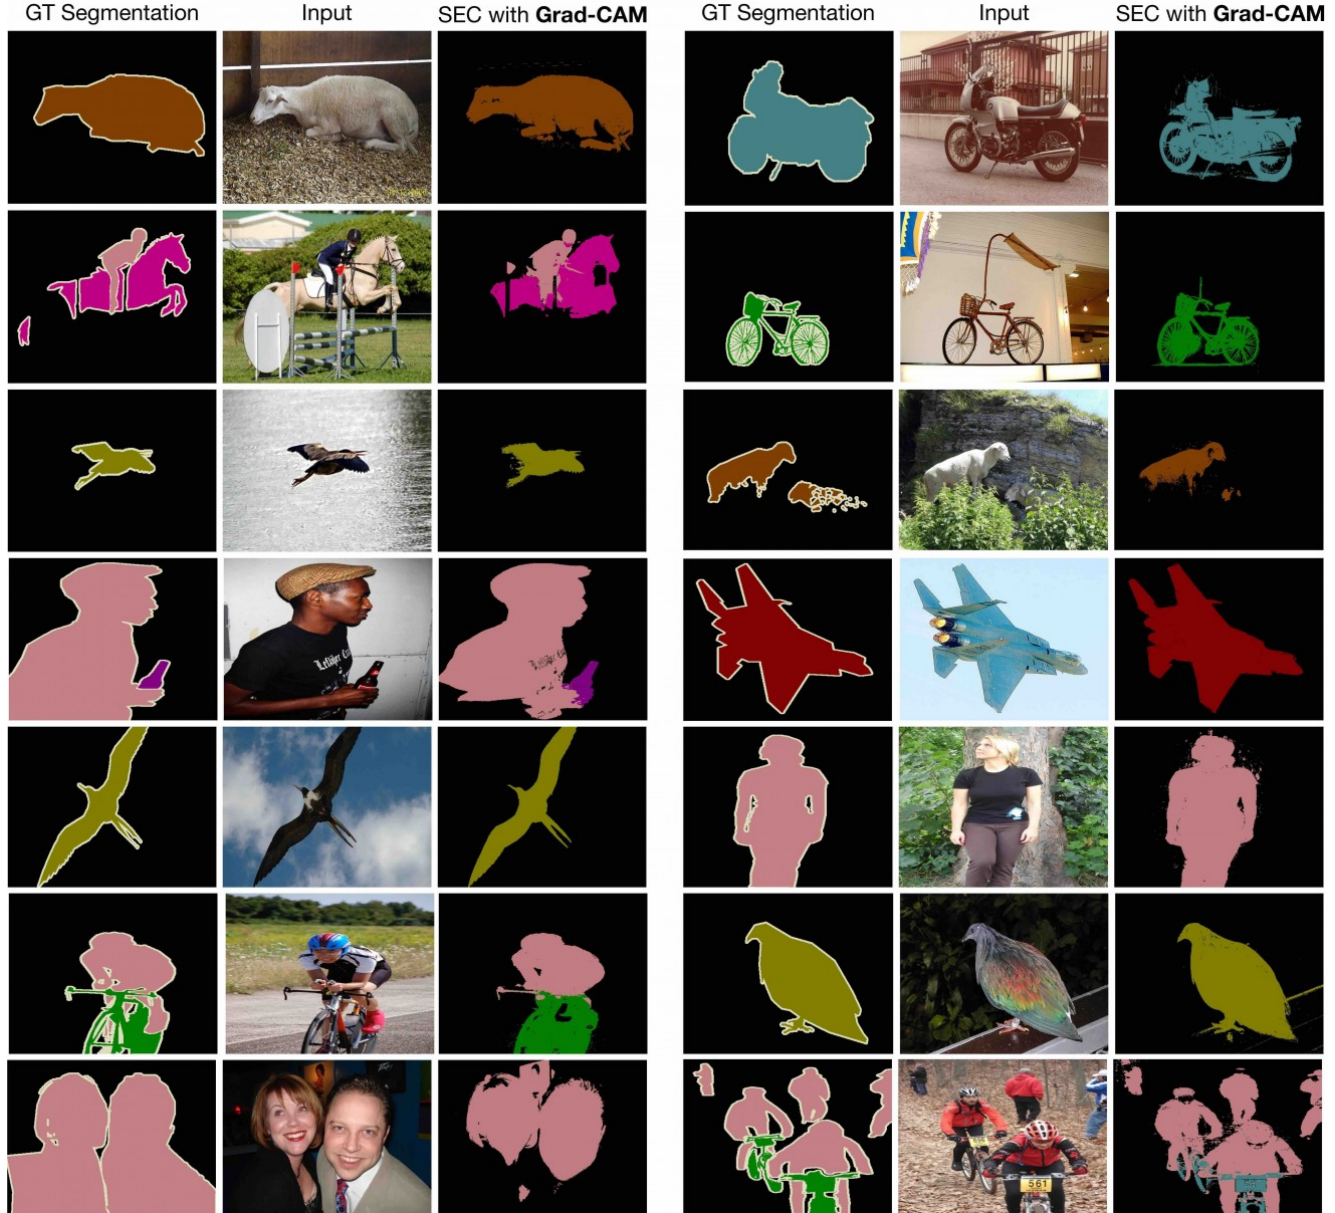 GT Segmentation Input SEC with Grad-CAM GT Segmentation Input SEC with Grad-CAM
561